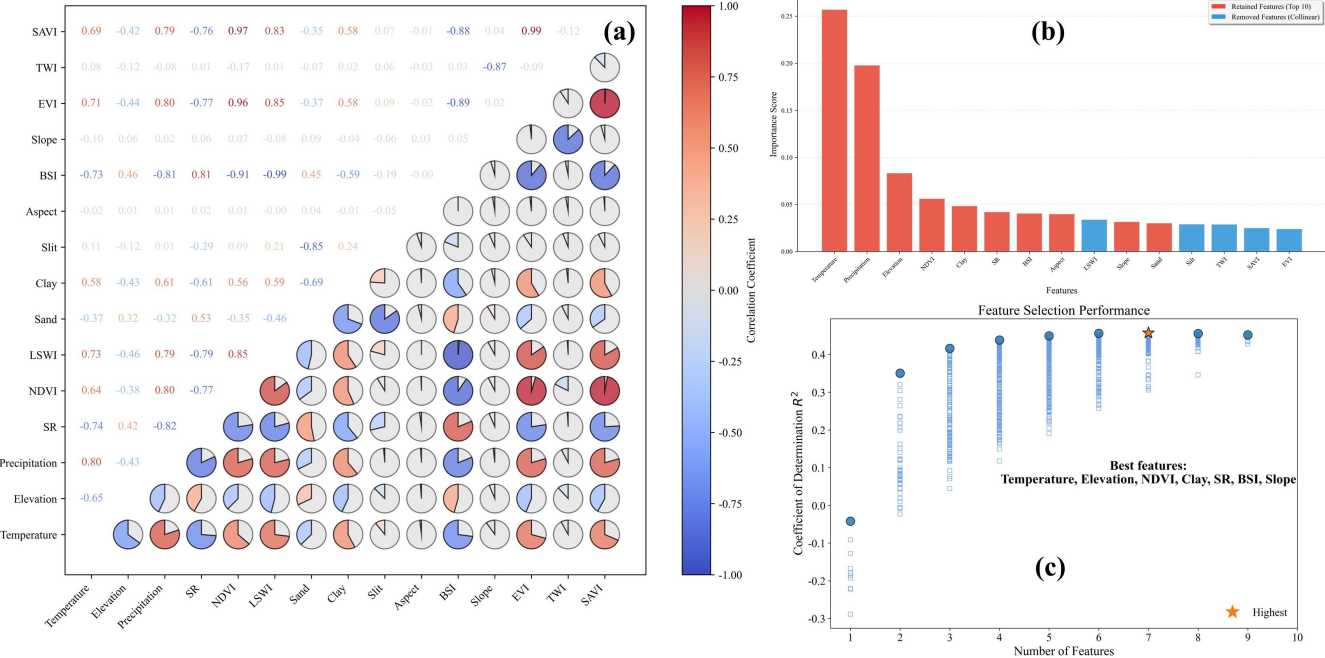 SAVI 0.69 -0.42 0.79 -0.76 0.97 0.83 -0.35 0.58 0.07 -0.01 -0.88 0.04 0.99 -0.12 (a)
TWI 0.08 -0.12 -0.08 0.01 -0.17 0.01 -0.07 0.02 0.06 -0.03 0.03 -0.87 -0.09
EVI 0.71 -0.44 0.80 -0.77 0.96 0.85 -0.37 0.58 0.09 -0.02 -0.89 0.02
Slope -0.10 0.06 0.02 0.06 -0.07 -0.08 0.09 -0.04 -0.06 0.03 0.05
BSI -0.73 0.46 -0.81 0.81 -0.91 -0.99 0.45 -0.59 -0.19 -0.00
Aspect -0.02 0.01 0.01 0.02 0.01 -0.00 0.04 -0.01 -0.05
Slit 0.11 -0.12 0.01 -0.29 0.09 0.21 -0.85 0.24
Clay 0.58 -0.43 0.61 -0.61 0.56 0.59 -0.69
Sand -0.37 0.32 -0.32 0.53 -0.35 -0.46
LSWI 0.73 -0.46 0.79 -0.79 0.85
NDVI 0.64 -0.38 0.80 -0.77
SR -0.74 0.42 -0.82
Precipitation 0.80 -0.43
Elevation -0.65
Temperature
Temperature Elevation Precipitation SR NDVI LSWI Sand Clay Slit Aspect BSI Slope EVI TWI SAVI
1.00
0.75
0.50
0.25
0.00
-0.25
-0.50
-0.75
-1.00
Correlation Coefficient
Retained Features (Top 10)
Removed Features (Collinear)
(b)
Importance Score
0.25
0.20
0.15
0.10
0.05
0.00
Temperature Precipitation Elevation NDVI Clay SR BSI Aspect LSWI Slope Sand Silt TWI SAVI EVI
Features
Feature Selection Performance
Coefficient of Determination R²
0.4
0.3
0.2
0.1
0.0
-0.1
-0.2
-0.3
Best features:
Temperature, Elevation, NDVI, Clay, SR, BSI, Slope
(c)
Highest
1 2 3 4 5 6 7 8 9 10
Number of Features